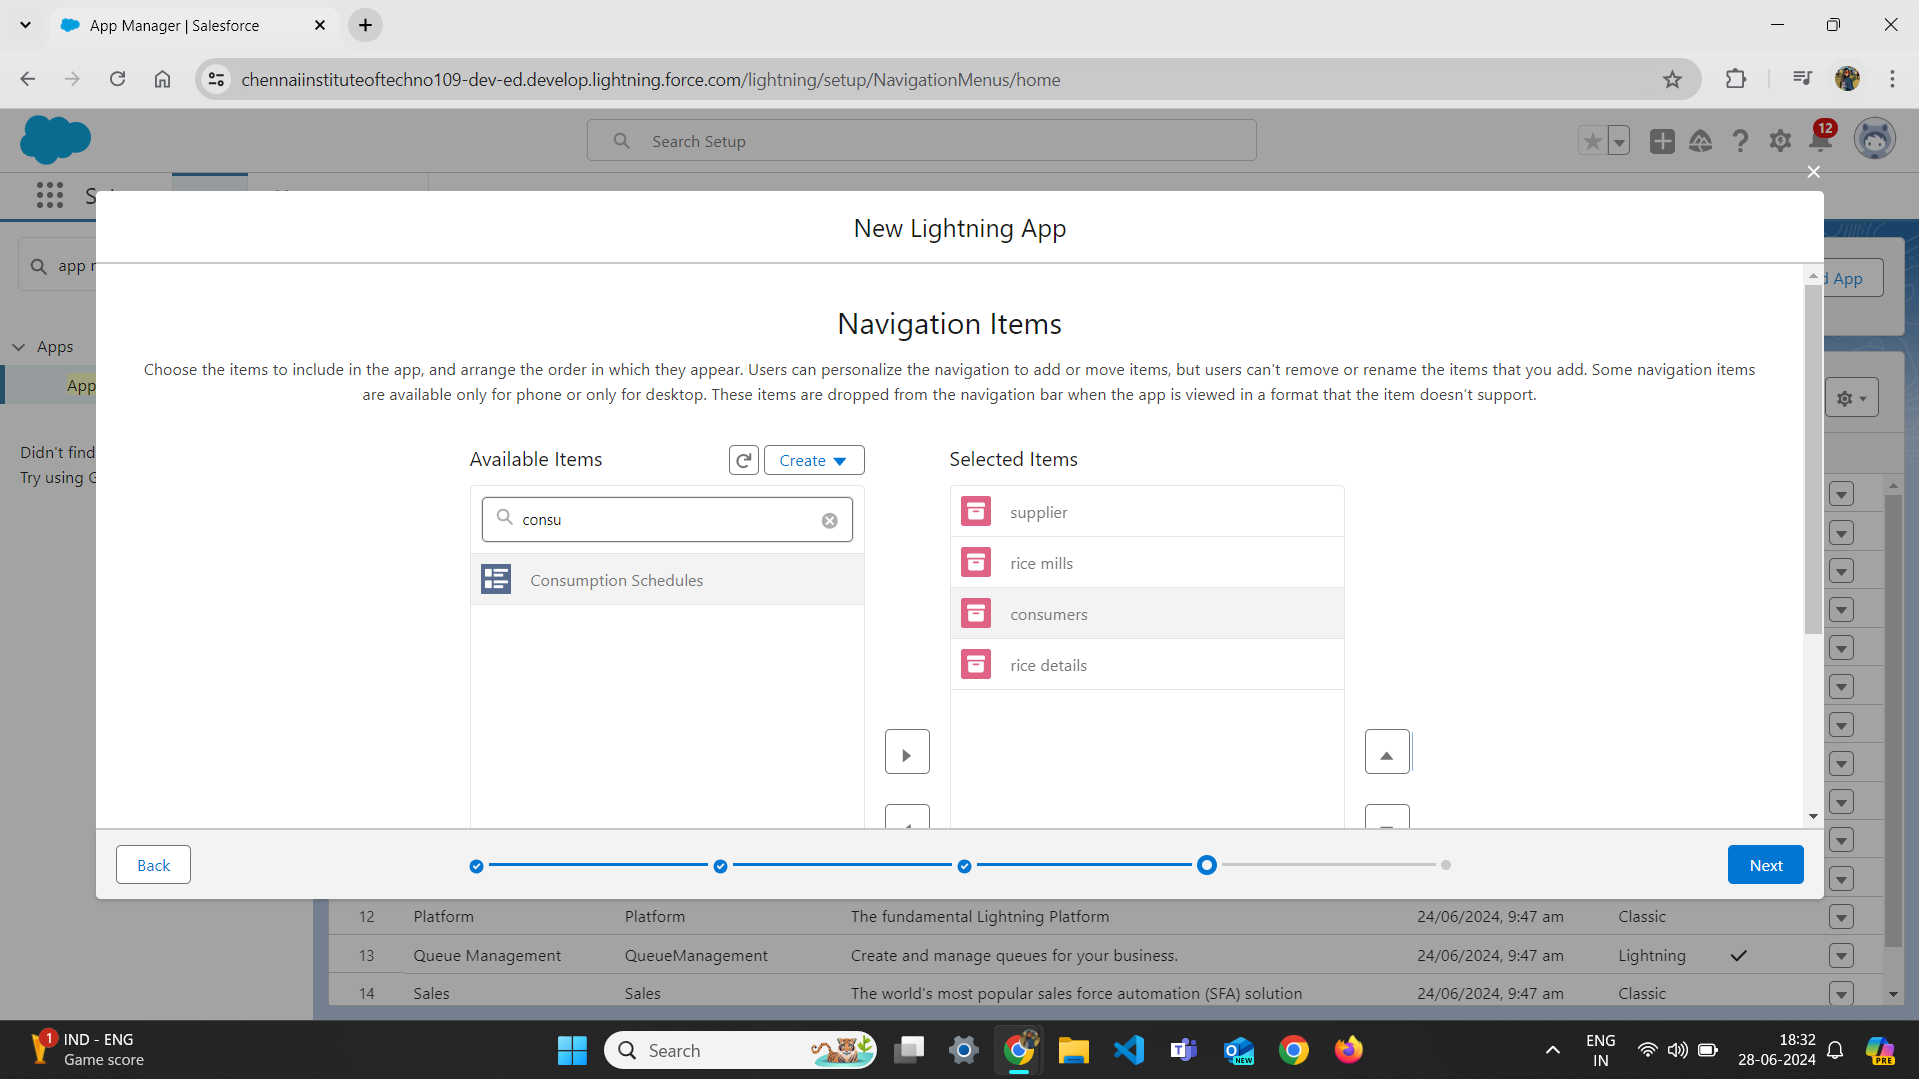 App Manager | Salesforce
chennaiinstituteoftechno109-dev-ed.develop.lightning.force.com/lightning/setup/NavigationMenus/home
Search Setup
12
New Lightning App
app
d App
Navigation Items
Apps
Choose the items to include in the app, and arrange the order in which they appear. Users can personalize the navigation to add or move items, but users can't remove or rename the items that you add. Some navigation items
App
are available only for phone or only for desktop. These items are dropped from the navigation bar when the app is viewed in a format that the item doesn't support.
Didn't find
Try using G
Available Items
Create
Selected Items
consu
supplier
Consumption Schedules
rice mills
consumers
rice details
Back
Next
12 Platform Platform The fundamental Lightning Platform 24/06/2024, 9:47 am Classic
13 Queue Management QueueManagement Create and manage queues for your business. 24/06/2024, 9:47 am Lightning
14 Sales Sales The world's most popular sales force automation (SFA) solution 24/06/2024, 9:47 am Classic
1
IND - ENG
Game score
Search
NEW
ENG
IN
18:32
28-06-2024
PRE